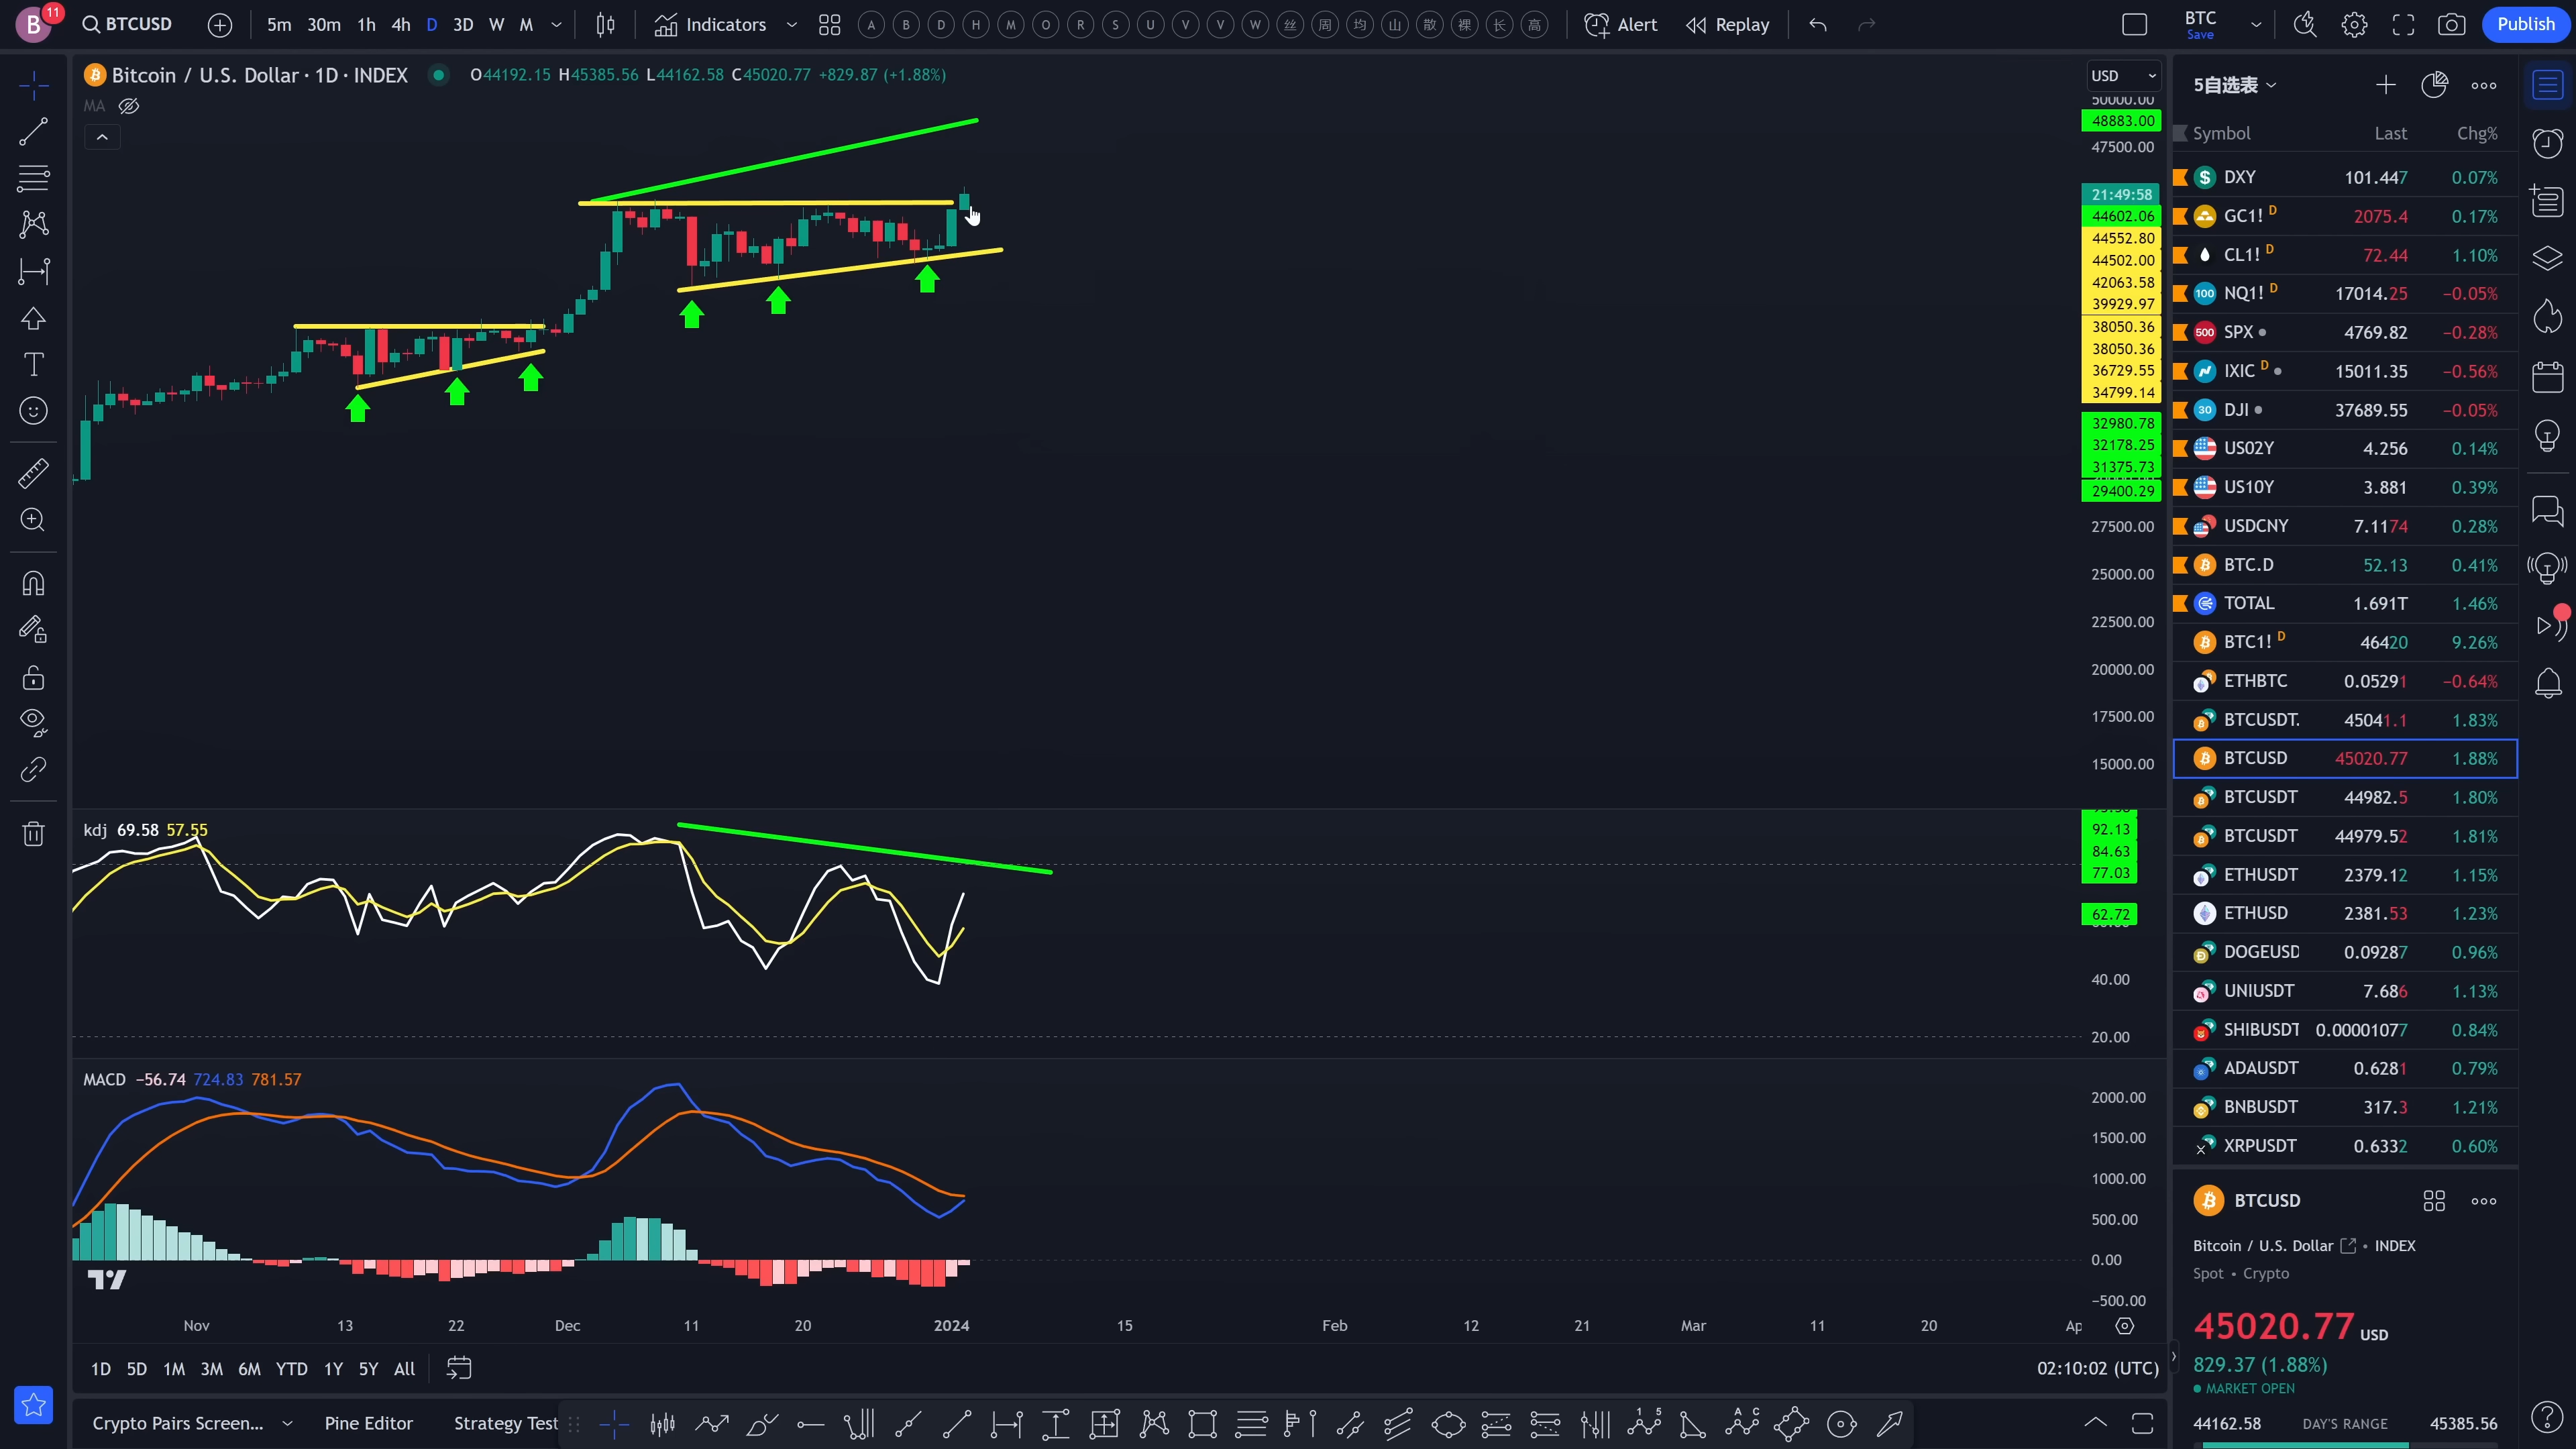 B 11 BTCUSD 5m 30m 1h 4h D 3D W M Indicators A B D H M O R S U V V W 丝 周 均 山 散 裸 长 高 Alert Replay BTC Save Publish
Bitcoin / U.S. Dollar · 1D · INDEX O44192.15 H45385.56 L44162.58 C45020.77 +829.87 (+1.88%)
MA
USD
50000.00
48883.00
47500.00
21:49:58
44602.06
44552.80
44502.00
42063.58
39929.97
38050.36
38050.36
36729.55
34799.14
32980.78
32178.25
31375.73
29400.29
27500.00
25000.00
22500.00
20000.00
17500.00
15000.00
kdj 69.58 57.55
92.13
84.63
77.03
62.72
40.00
20.00
MACD −56.74 724.83 781.57
2000.00
1500.00
1000.00
500.00
0.00
−500.00
Nov 13 22 Dec 11 20 2024 15 Feb 12 21 Mar 11 20 Ap
1D 5D 1M 3M 6M YTD 1Y 5Y All
02:10:02 (UTC)
Crypto Pairs Screen... Pine Editor Strategy Test
5自选表
Symbol Last Chg%
DXY 101.447 0.07%
GC1! D 2075.4 0.17%
CL1! D 72.44 1.10%
100 NQ1! D 17014.25 −0.05%
500 SPX 4769.82 −0.28%
IXIC D 15011.35 −0.56%
30 DJI 37689.55 −0.05%
US02Y 4.256 0.14%
US10Y 3.881 0.39%
USDCNY 7.1174 0.28%
BTC.D 52.13 0.41%
TOTAL 1.691T 1.46%
BTC1! D 46420 9.26%
ETHBTC 0.05291 −0.64%
BTCUSDT. 45041.1 1.83%
BTCUSD 45020.77 1.88%
BTCUSDT 44982.5 1.80%
BTCUSDT 44979.52 1.81%
ETHUSDT 2379.12 1.15%
ETHUSD 2381.53 1.23%
DOGEUSD 0.09287 0.96%
UNIUSDT 7.686 1.13%
SHIBUSDT 0.00001077 0.84%
ADAUSDT 0.6281 0.79%
BNBUSDT 317.3 1.21%
XRPUSDT 0.6332 0.60%
BTCUSD
Bitcoin / U.S. Dollar • INDEX
Spot • Crypto
45020.77 USD
829.37 (1.88%)
MARKET OPEN
44162.58 DAY'S RANGE 45385.56